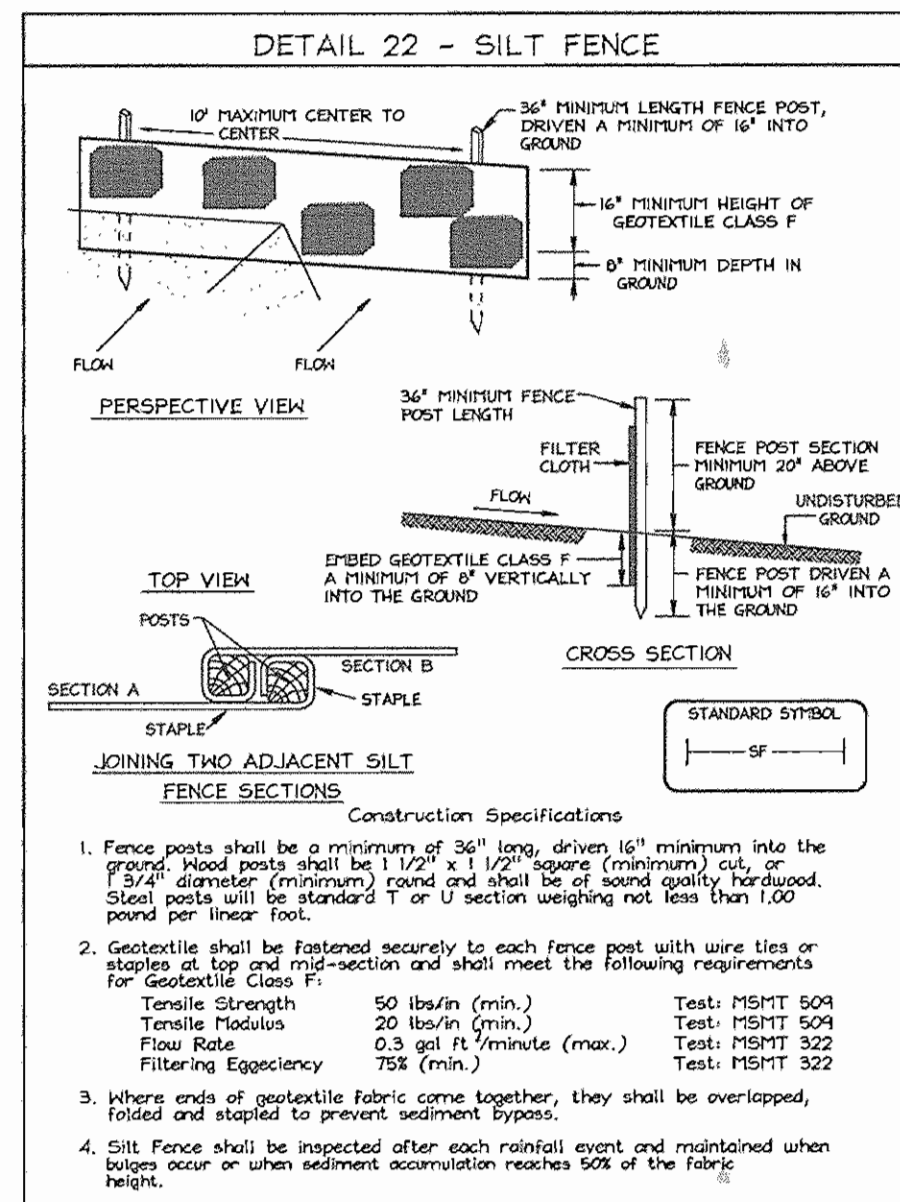 DETAIL 22 - SILT FENCE
10' MAXIMUM CENTER TO
CENTER
36" MINIMUM LENGTH FENCE POST,
DRIVEN A MINIMUM OF 16" INTO
GROUND
16" MINIMUM HEIGHT OF
GEOTEXTILE CLASS F
8" MINIMUM DEPTH IN
GROUND
FLOW
FLOW
PERSPECTIVE VIEW
36" MINIMUM FENCE
POST LENGTH
FILTER
CLOTH
FENCE POST SECTION
MINIMUM 20" ABOVE
GROUND
FLOW
UNDISTURBED
GROUND
EMBED GEOTEXTILE CLASS F
A MINIMUM OF 8" VERTICALLY
INTO THE GROUND
FENCE POST DRIVEN A
MINIMUM OF 16" INTO
THE GROUND
CROSS SECTION
TOP VIEW
POSTS
SECTION B
SECTION A
STAPLE
STAPLE
JOINING TWO ADJACENT SILT
FENCE SECTIONS
STANDARD SYMBOL
SF
Construction Specifications
1. Fence posts shall be a minimum of 36" long, driven 16" minimum into the
ground. Wood posts shall be 1 1/2" x 1 1/2" square (minimum) cut, or
1 3/4" diameter (minimum) round and shall be of sound quality hardwood.
Steel posts will be standard T or U section weighing not less than 1.00
pound per linear foot.
2. Geotextile shall be fastened securely to each fence post with wire ties or
staples at top and mid-section and shall meet the following requirements
for Geotextile Class F:
Tensile Strength 50 lbs/in (min.) Test: MSMT 509
Tensile Modulus 20 lbs/in (min.) Test: MSMT 509
Flow Rate 0.3 gal ft²/minute (max.) Test: MSMT 322
Filtering Eggeciency 75% (min.) Test: MSMT 322
3. Where ends of geotextile fabric come together, they shall be overlapped,
folded and stapled to prevent sediment bypass.
4. Silt Fence shall be inspected after each rainfall event and maintained when
bulges occur or when sediment accumulation reaches 50% of the fabric
height.